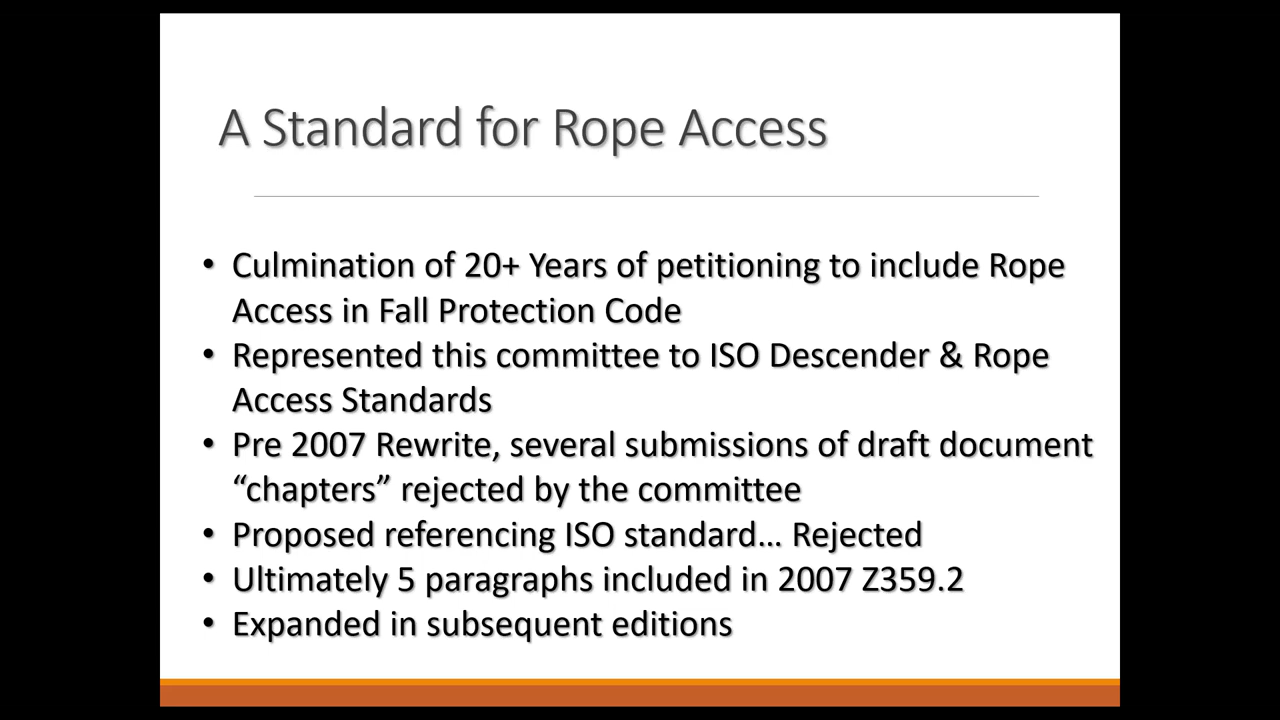 A Standard for Rope Access
• Culmination of 20+ Years of petitioning to include Rope
Access in Fall Protection Code
• Represented this committee to ISO Descender & Rope
Access Standards
• Pre 2007 Rewrite, several submissions of draft document
“chapters” rejected by the committee
• Proposed referencing ISO standard… Rejected
• Ultimately 5 paragraphs included in 2007 Z359.2
• Expanded in subsequent editions